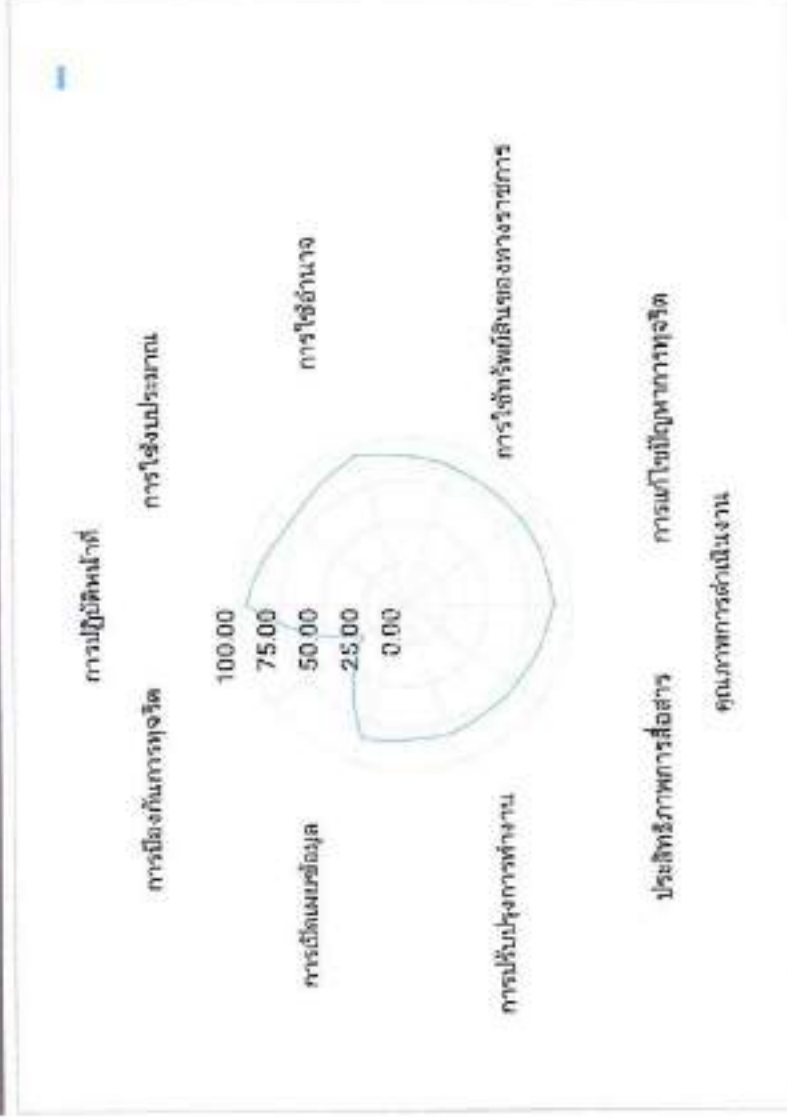 การปฏิบัติหน้าที่
การป้องกันการทุจริต
การใช้งบประมาณ
100.00
75.00
การเปิดเผยข้อมูล
50.00
การใช้อำนาจ
25.00
0.00
การปรับปรุงการทำงาน
การใช้ทรัพย์สินของทางราชการ
ประสิทธิภาพการสื่อสาร
การแก้ไขปัญหาการทุจริต
คุณภาพการดำเนินงาน